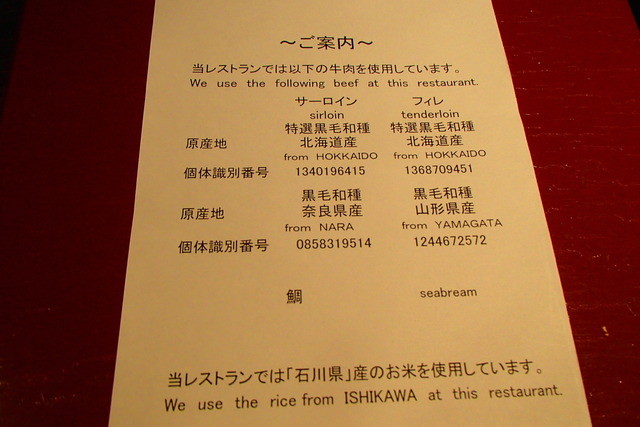 ～ご案内～
当レストランでは以下の牛肉を使用しています。
We use the following beef at this restaurant.
サーロイン フィレ
sirloin tenderloin
特選黒毛和種 特選黒毛和種
原産地 北海道産 北海道産
from HOKKAIDO from HOKKAIDO
個体識別番号 1340196415 1368709451
黒毛和種 黒毛和種
原産地 奈良県産 山形県産
from NARA from YAMAGATA
個体識別番号 0858319514 1244672572
鯛 seabream
当レストランでは「石川県」産のお米を使用しています。
We use the rice from ISHIKAWA at this restaurant.